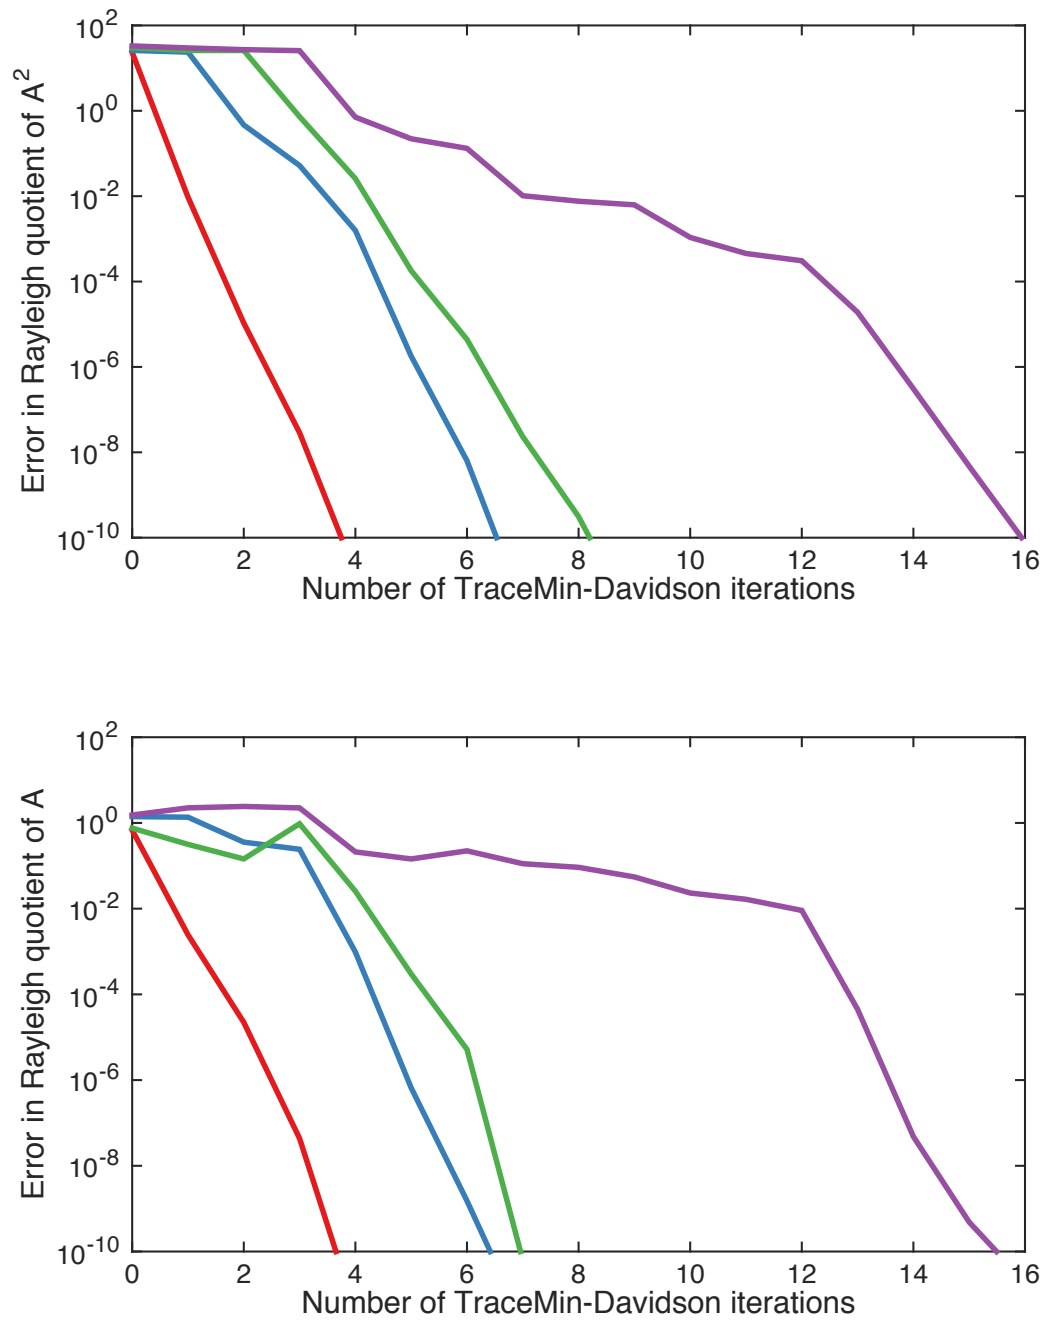 Error in Rayleigh quotient of A^2
10^2
10^0
10^-2
10^-4
10^-6
10^-8
10^-10
0 2 4 6 8 10 12 14 16
Number of TraceMin-Davidson iterations
Error in Rayleigh quotient of A
10^2
10^0
10^-2
10^-4
10^-6
10^-8
10^-10
0 2 4 6 8 10 12 14 16
Number of TraceMin-Davidson iterations